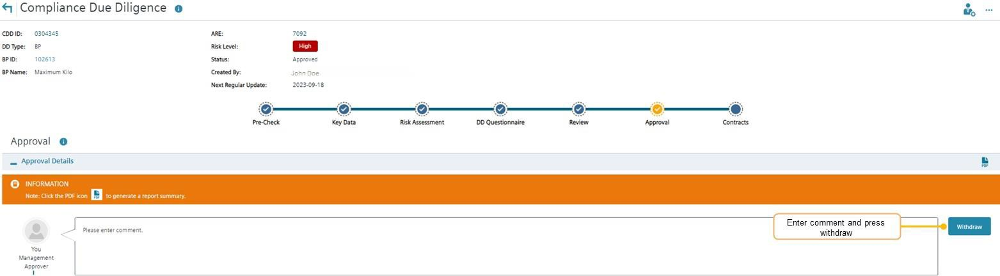 Compliance Due Diligence
CDD ID: 0304345
DD Type: BP
BP ID: 102613
BP Name: Maximum Kilo
ARE: 7092
Risk Level: High
Status: Approved
Created By: John Doe
Next Regular Update: 2023-09-18
Pre-Check
Key Data
Risk Assessment
DD Questionnaire
Review
Approval
Contracts
Approval
Approval Details
PDF
INFORMATION
Note: Click the PDF icon PDF to generate a report summary.
Please enter comment.
Enter comment and press
withdraw
Withdraw
You
Management
Approver